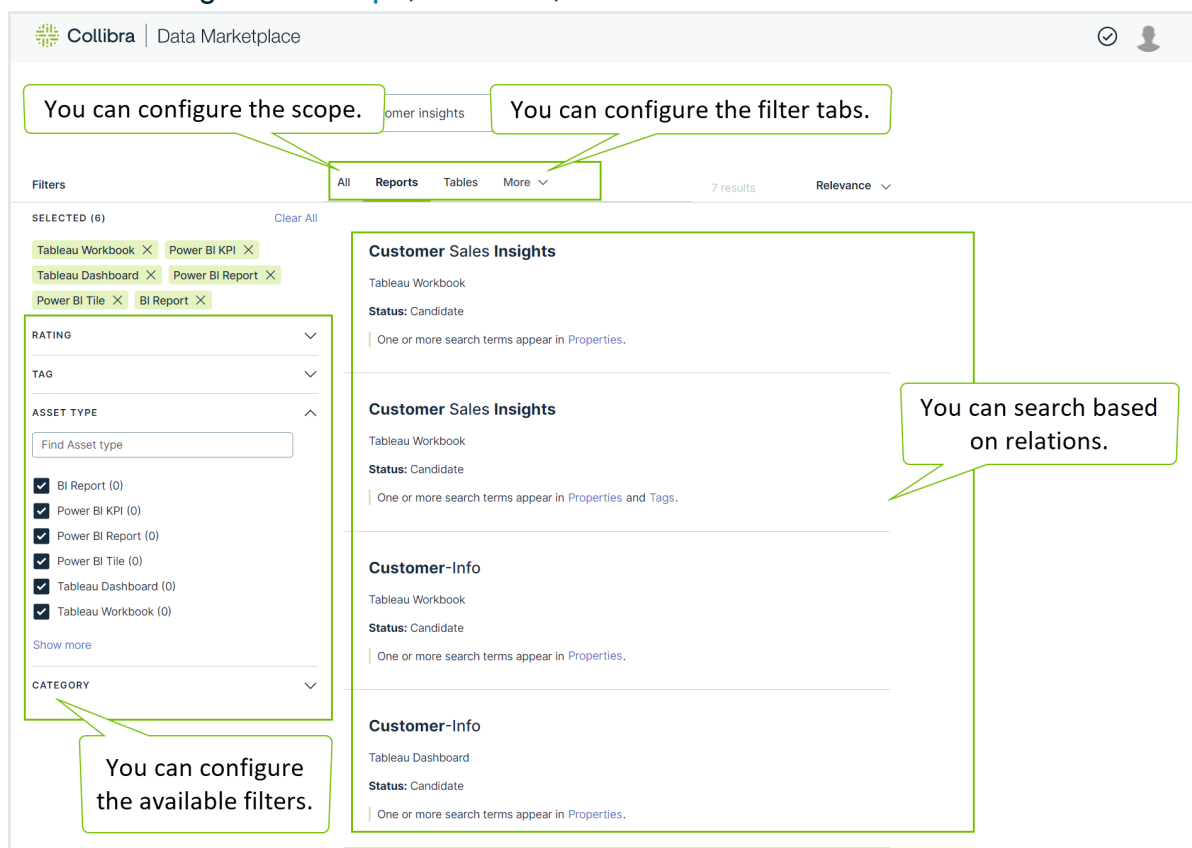 Collibra | Data Marketplace
You can configure the scope.
omer insights
You can configure the filter tabs.
Filters
All Reports Tables More
7 results
Relevance
SELECTED (6)
Clear All
Tableau Workbook X Power BI KPI X
Tableau Dashboard X Power BI Report X
Power BI Tile X BI Report X
RATING
TAG
ASSET TYPE
Find Asset type
BI Report (0)
Power BI KPI (0)
Power BI Report (0)
Power BI Tile (0)
Tableau Dashboard (0)
Tableau Workbook (0)
Show more
CATEGORY
You can configure
the available filters.
Customer Sales Insights
Tableau Workbook
Status: Candidate
One or more search terms appear in Properties.
Customer Sales Insights
Tableau Workbook
Status: Candidate
One or more search terms appear in Properties and Tags.
Customer-Info
Tableau Workbook
Status: Candidate
One or more search terms appear in Properties.
Customer-Info
Tableau Dashboard
Status: Candidate
One or more search terms appear in Properties.
You can search based
on relations.